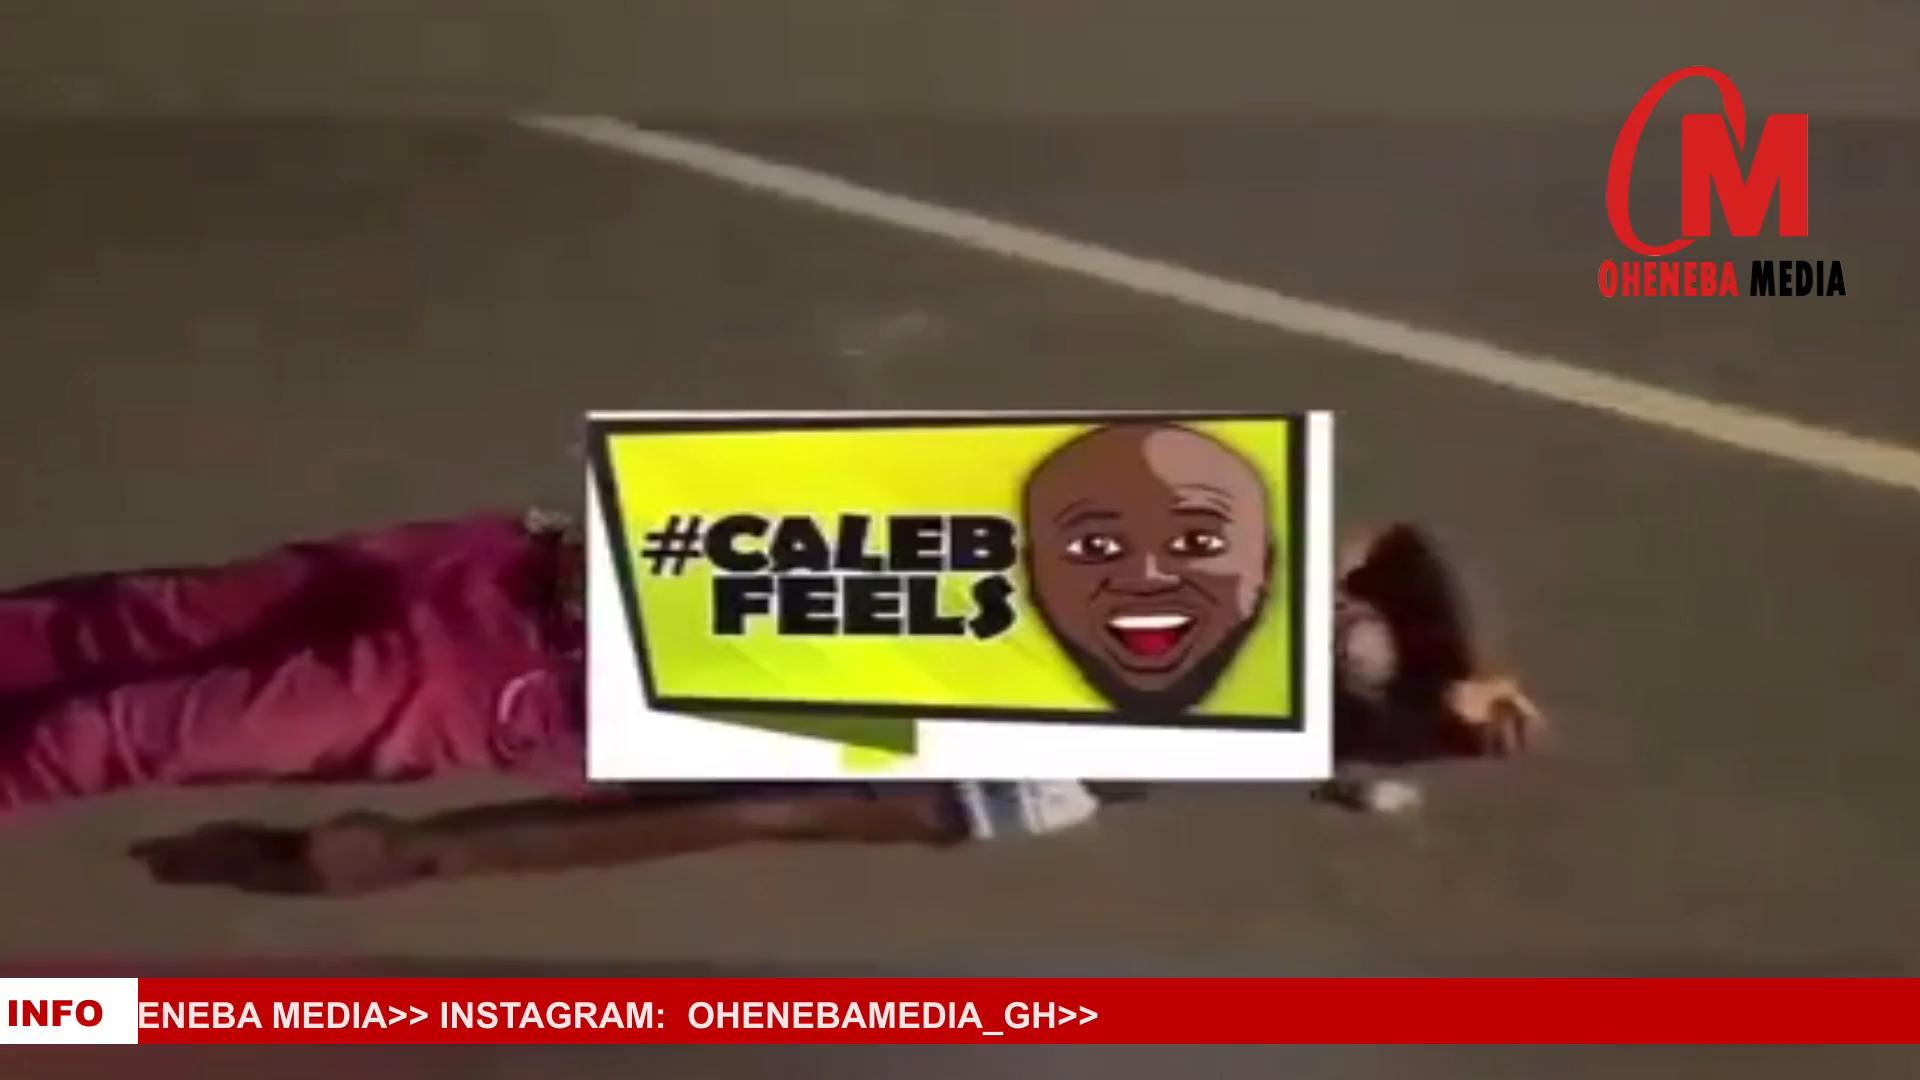 M
OHENEBA MEDIA
#CALEB
FEELS
INFO
ENEBA MEDIA>> INSTAGRAM: OHENEBAMEDIA_GH>>